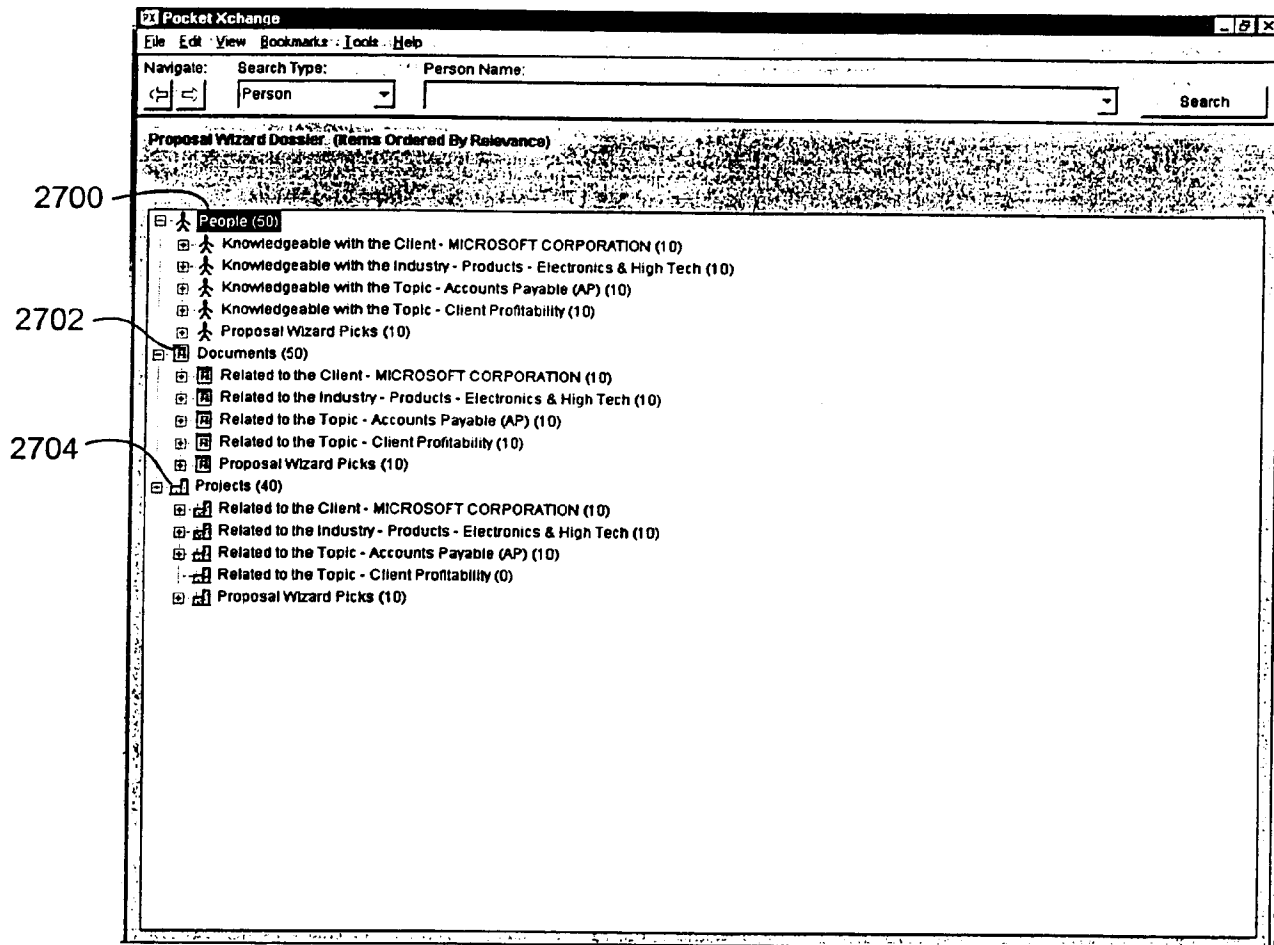 PX Pocket Xchange
File Edit View Bookmarks Tools Help
Navigate: Search Type: Person Name:
Person Search
Proposal Wizard Dossier (Items Ordered By Relevance)
2700
People (50)
Knowledgeable with the Client - MICROSOFT CORPORATION (10)
Knowledgeable with the Industry - Products - Electronics & High Tech (10)
Knowledgeable with the Topic - Accounts Payable (AP) (10)
Knowledgeable with the Topic - Client Profitability (10)
Proposal Wizard Picks (10)
2702
Documents (50)
Related to the Client - MICROSOFT CORPORATION (10)
Related to the Industry - Products - Electronics & High Tech (10)
Related to the Topic - Accounts Payable (AP) (10)
Related to the Topic - Client Profitability (10)
Proposal Wizard Picks (10)
2704
Projects (40)
Related to the Client - MICROSOFT CORPORATION (10)
Related to the Industry - Products - Electronics & High Tech (10)
Related to the Topic - Accounts Payable (AP) (10)
Related to the Topic - Client Profitability (0)
Proposal Wizard Picks (10)